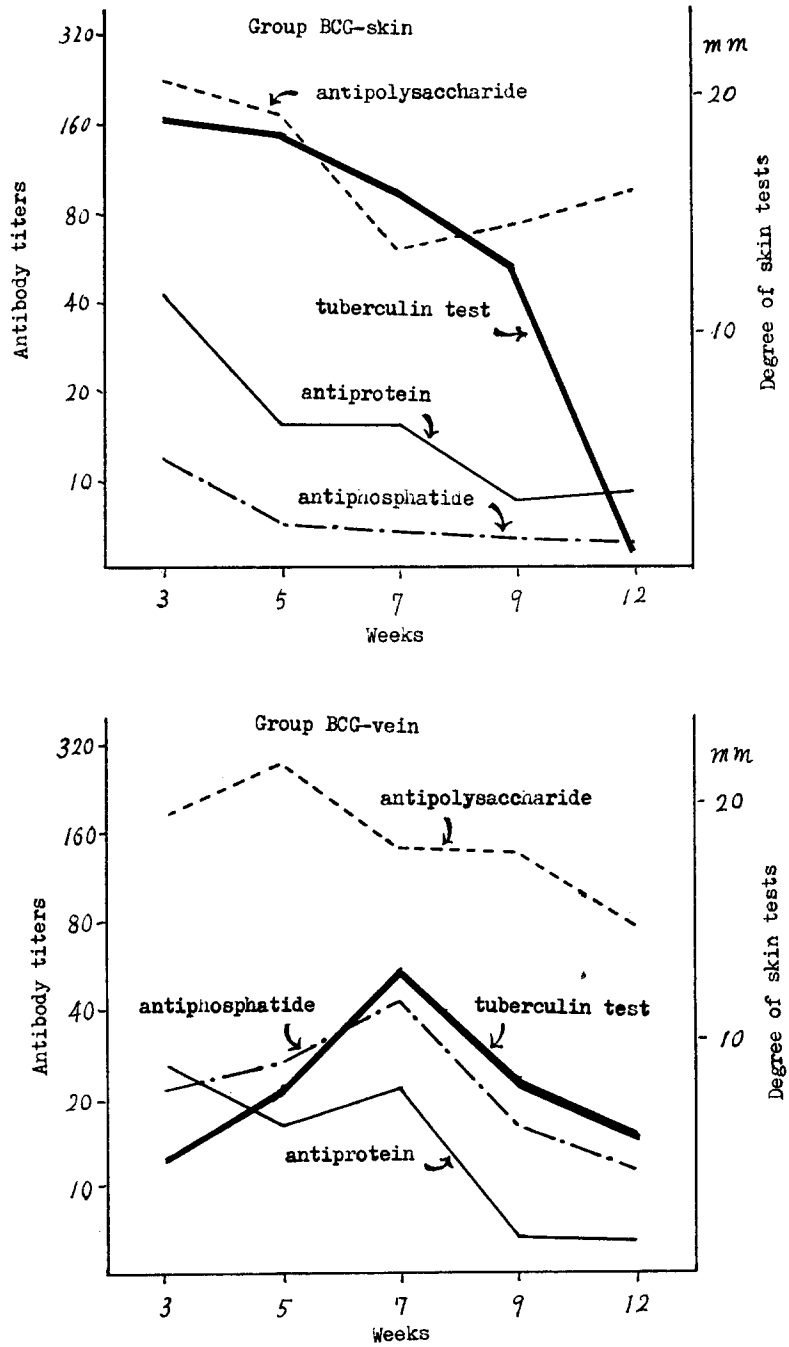 Group BCG-skin
320
160
80
40
20
10
Antibody titers
mm
20
10
Degree of skin tests
antipolysaccharide
tuberculin test
antiprotein
antiphosphatide
3 5 7 9 12
Weeks
Group BCG-vein
320
160
80
40
20
10
Antibody titers
mm
20
10
Degree of skin tests
antipolysaccharide
antiphosphatide
tuberculin test
antiprotein
3 5 7 9 12
Weeks